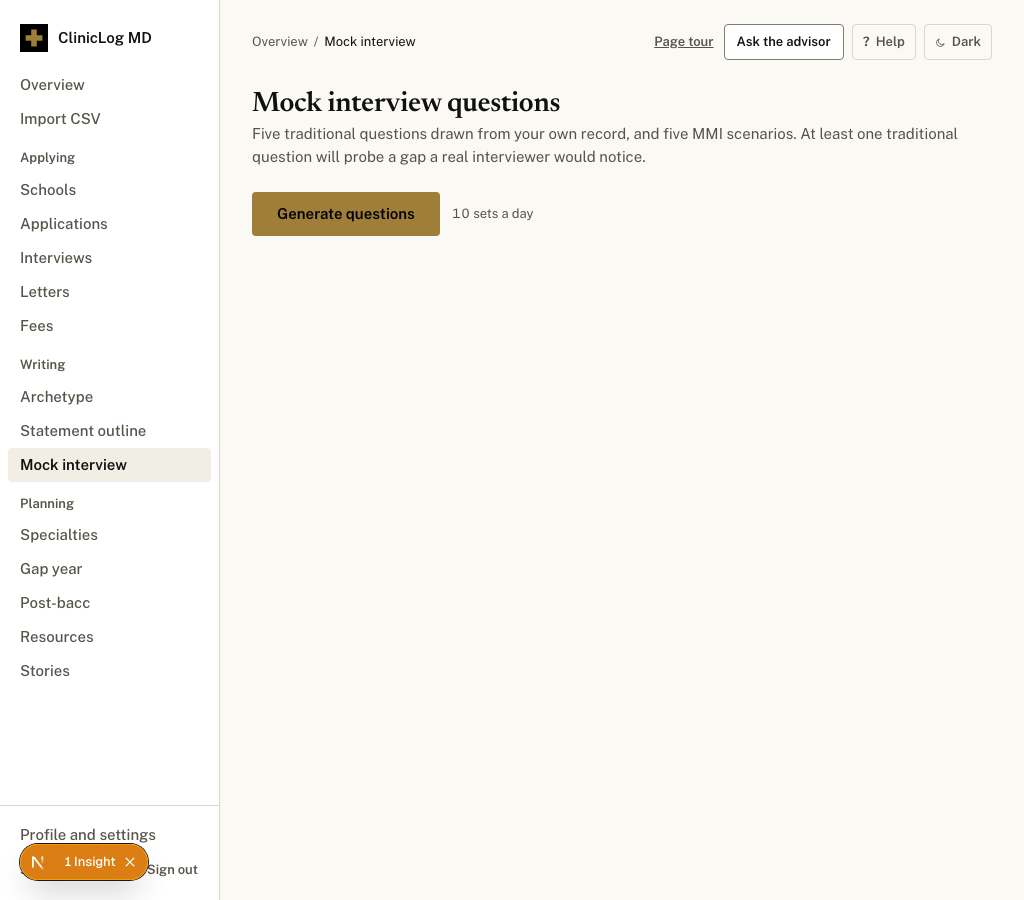 ClinicLog MD
Overview
Import CSV
Applying
Schools
Applications
Interviews
Letters
Fees
Writing
Archetype
Statement outline
Mock interview
Planning
Specialties
Gap year
Post-bacc
Resources
Stories
Profile and settings
1 Insight
Sign out
Overview / Mock interview
Page tour
Ask the advisor
? Help
Dark
Mock interview questions
Five traditional questions drawn from your own record, and five MMI scenarios. At least one traditional
question will probe a gap a real interviewer would notice.
Generate questions
10 sets a day